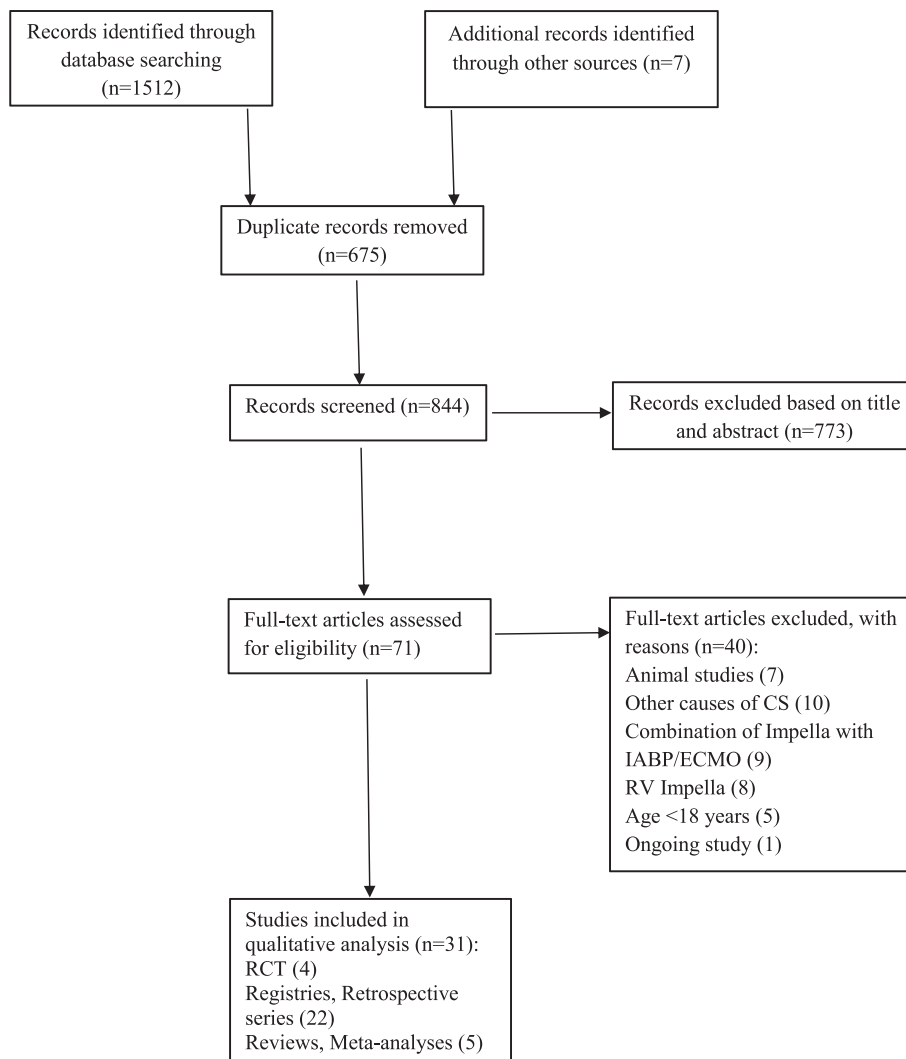 Records identified through
database searching
(n=1512)
Additional records identified
through other sources (n=7)
Duplicate records removed
(n=675)
Records screened (n=844)
Records excluded based on title
and abstract (n=773)
Full-text articles assessed
for eligibility (n=71)
Full-text articles excluded, with
reasons (n=40):
Animal studies (7)
Other causes of CS (10)
Combination of Impella with
IABP/ECMO (9)
RV Impella (8)
Age <18 years (5)
Ongoing study (1)
Studies included in
qualitative analysis (n=31):
RCT (4)
Registries, Retrospective
series (22)
Reviews, Meta-analyses (5)